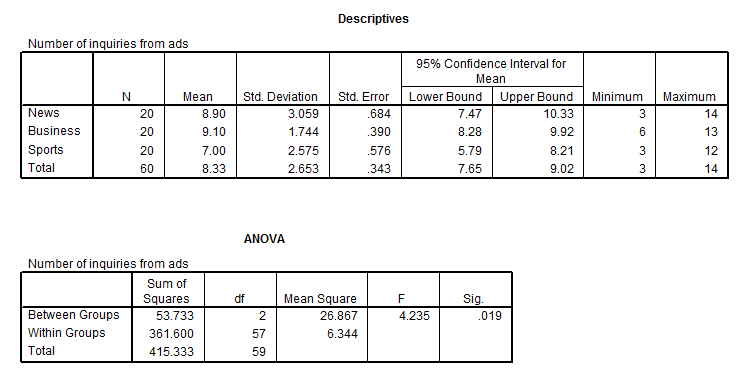 Descriptives
Number of inquiries from ads
95% Confidence Interval for
Mean
N Mean Std. Deviation Std. Error Lower Bound Upper Bound Minimum Maximum
News 20 8.90 3.059 .684 7.47 10.33 3 14
Business 20 9.10 1.744 .390 8.28 9.92 6 13
Sports 20 7.00 2.575 .576 5.79 8.21 3 12
Total 60 8.33 2.653 .343 7.65 9.02 3 14
ANOVA
Number of inquiries from ads
Sum of
Squares df Mean Square F Sig.
Between Groups 53.733 2 26.867 4.235 .019
Within Groups 361.600 57 6.344
Total 415.333 59